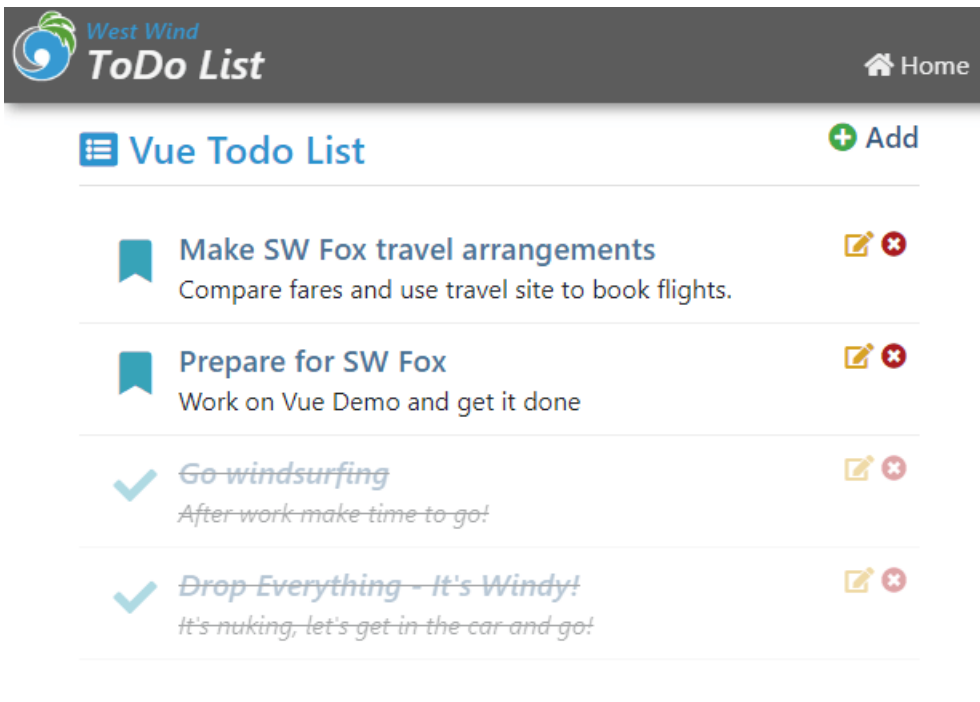 West Wind
ToDo List
Home
Vue Todo List
Add
Make SW Fox travel arrangements
Compare fares and use travel site to book flights.
Prepare for SW Fox
Work on Vue Demo and get it done
Go windsurfing
After work make time to go!
Drop Everything - It's Windy!
It's nuking, let's get in the car and go!